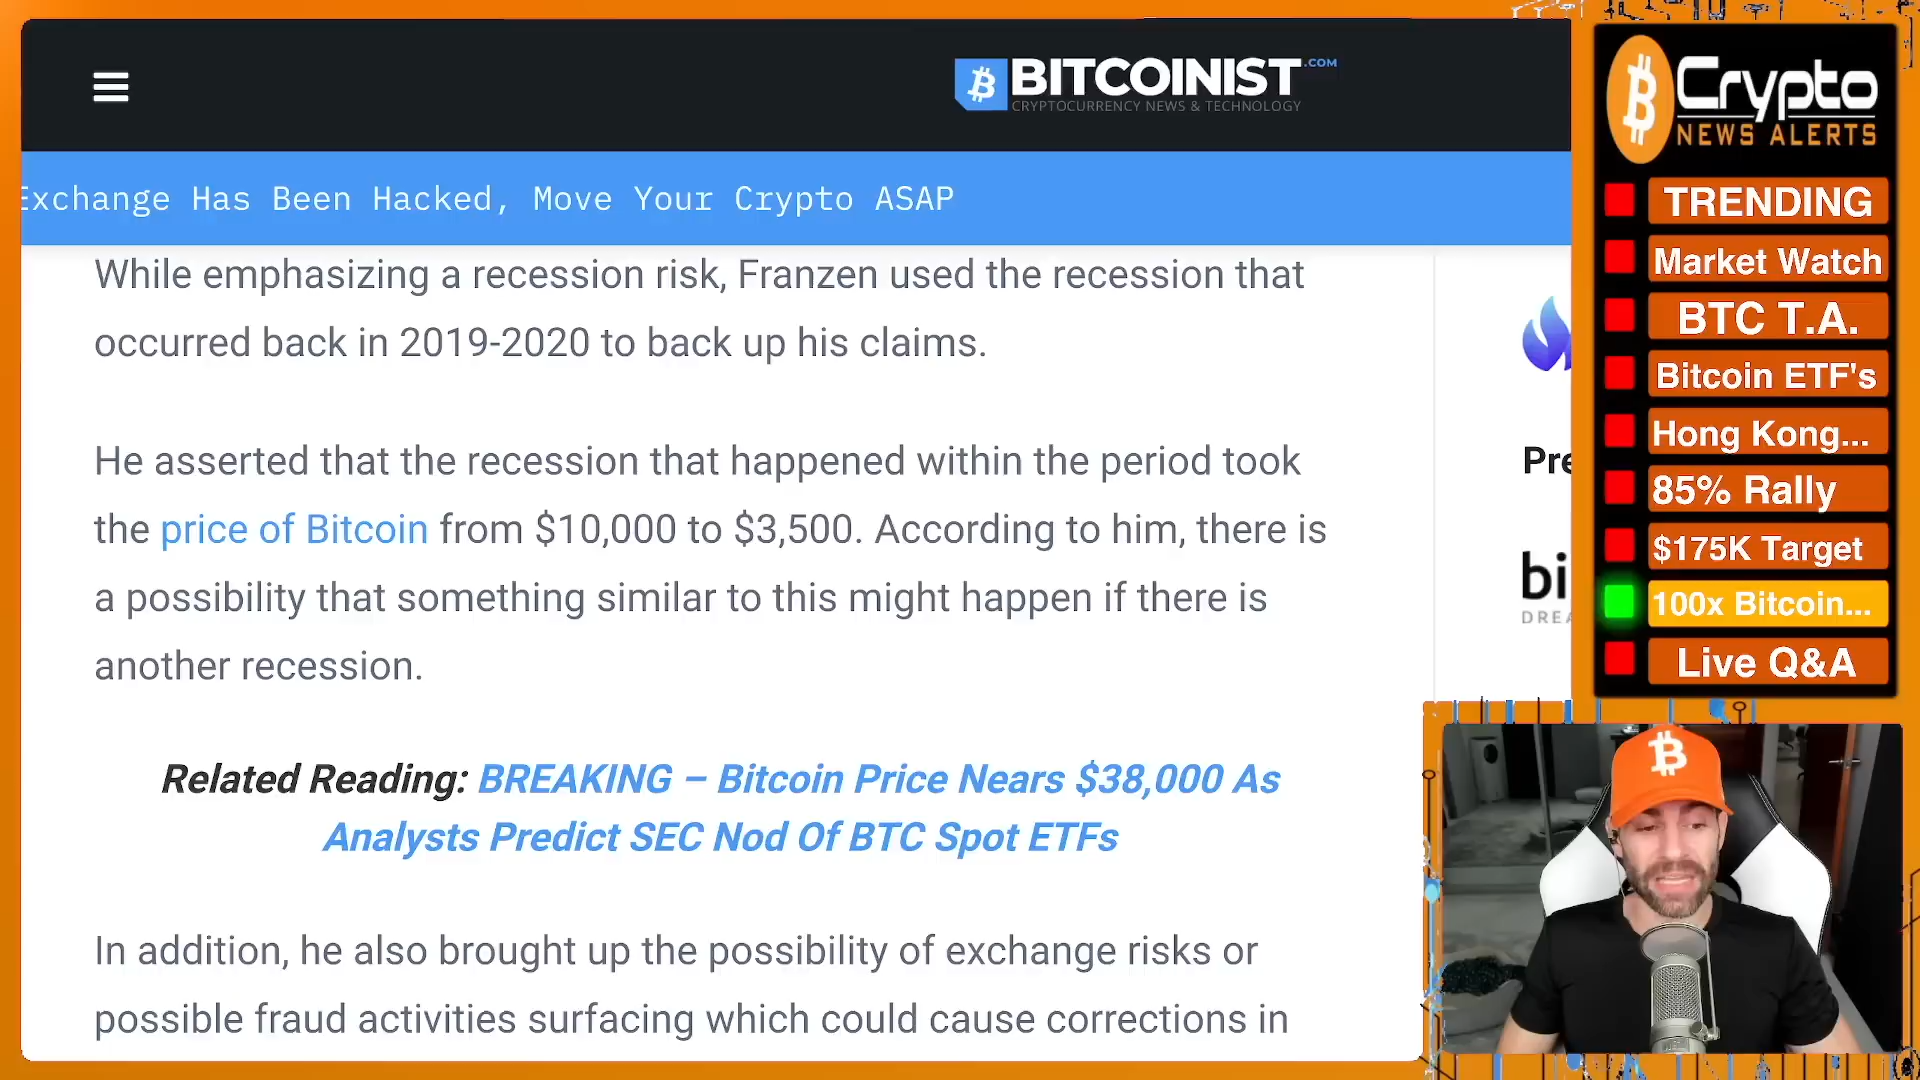 BITCOINIST.COM
CRYPTOCURRENCY NEWS & TECHNOLOGY
Exchange Has Been Hacked, Move Your Crypto ASAP
While emphasizing a recession risk, Franzen used the recession that
occurred back in 2019-2020 to back up his claims.
He asserted that the recession that happened within the period took
the price of Bitcoin from $10,000 to $3,500. According to him, there is
a possibility that something similar to this might happen if there is
another recession.
Related Reading: BREAKING – Bitcoin Price Nears $38,000 As
Analysts Predict SEC Nod Of BTC Spot ETFs
In addition, he also brought up the possibility of exchange risks or
possible fraud activities surfacing which could cause corrections in
Pre
bi
DREA
Crypto
NEWS ALERTS
TRENDING
Market Watch
BTC T.A.
Bitcoin ETF's
Hong Kong...
85% Rally
$175K Target
100x Bitcoin...
Live Q&A